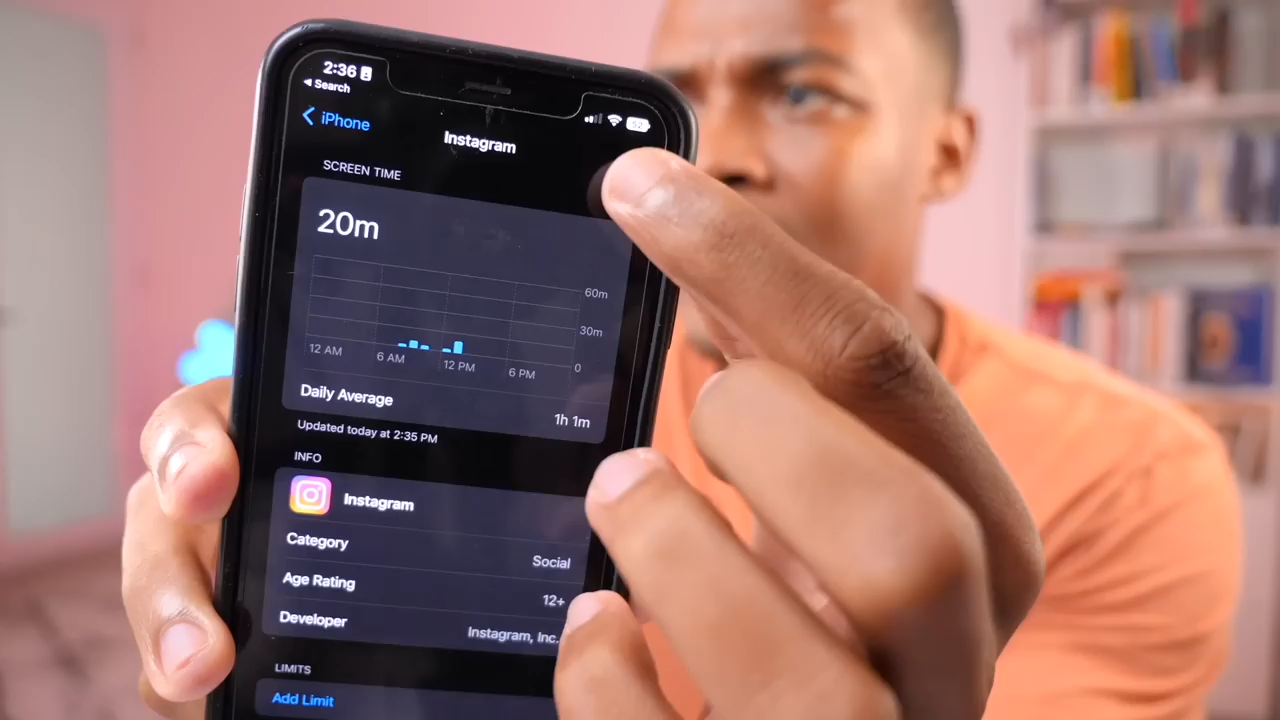 2:36
Search
iPhone
52
Instagram
SCREEN TIME
20m
60m
30m
0
12 AM 6 AM 12 PM 6 PM
Daily Average 1h 1m
Updated today at 2:35 PM
INFO
Instagram
Category Social
Age Rating 12+
Developer Instagram, Inc.
LIMITS
Add Limit